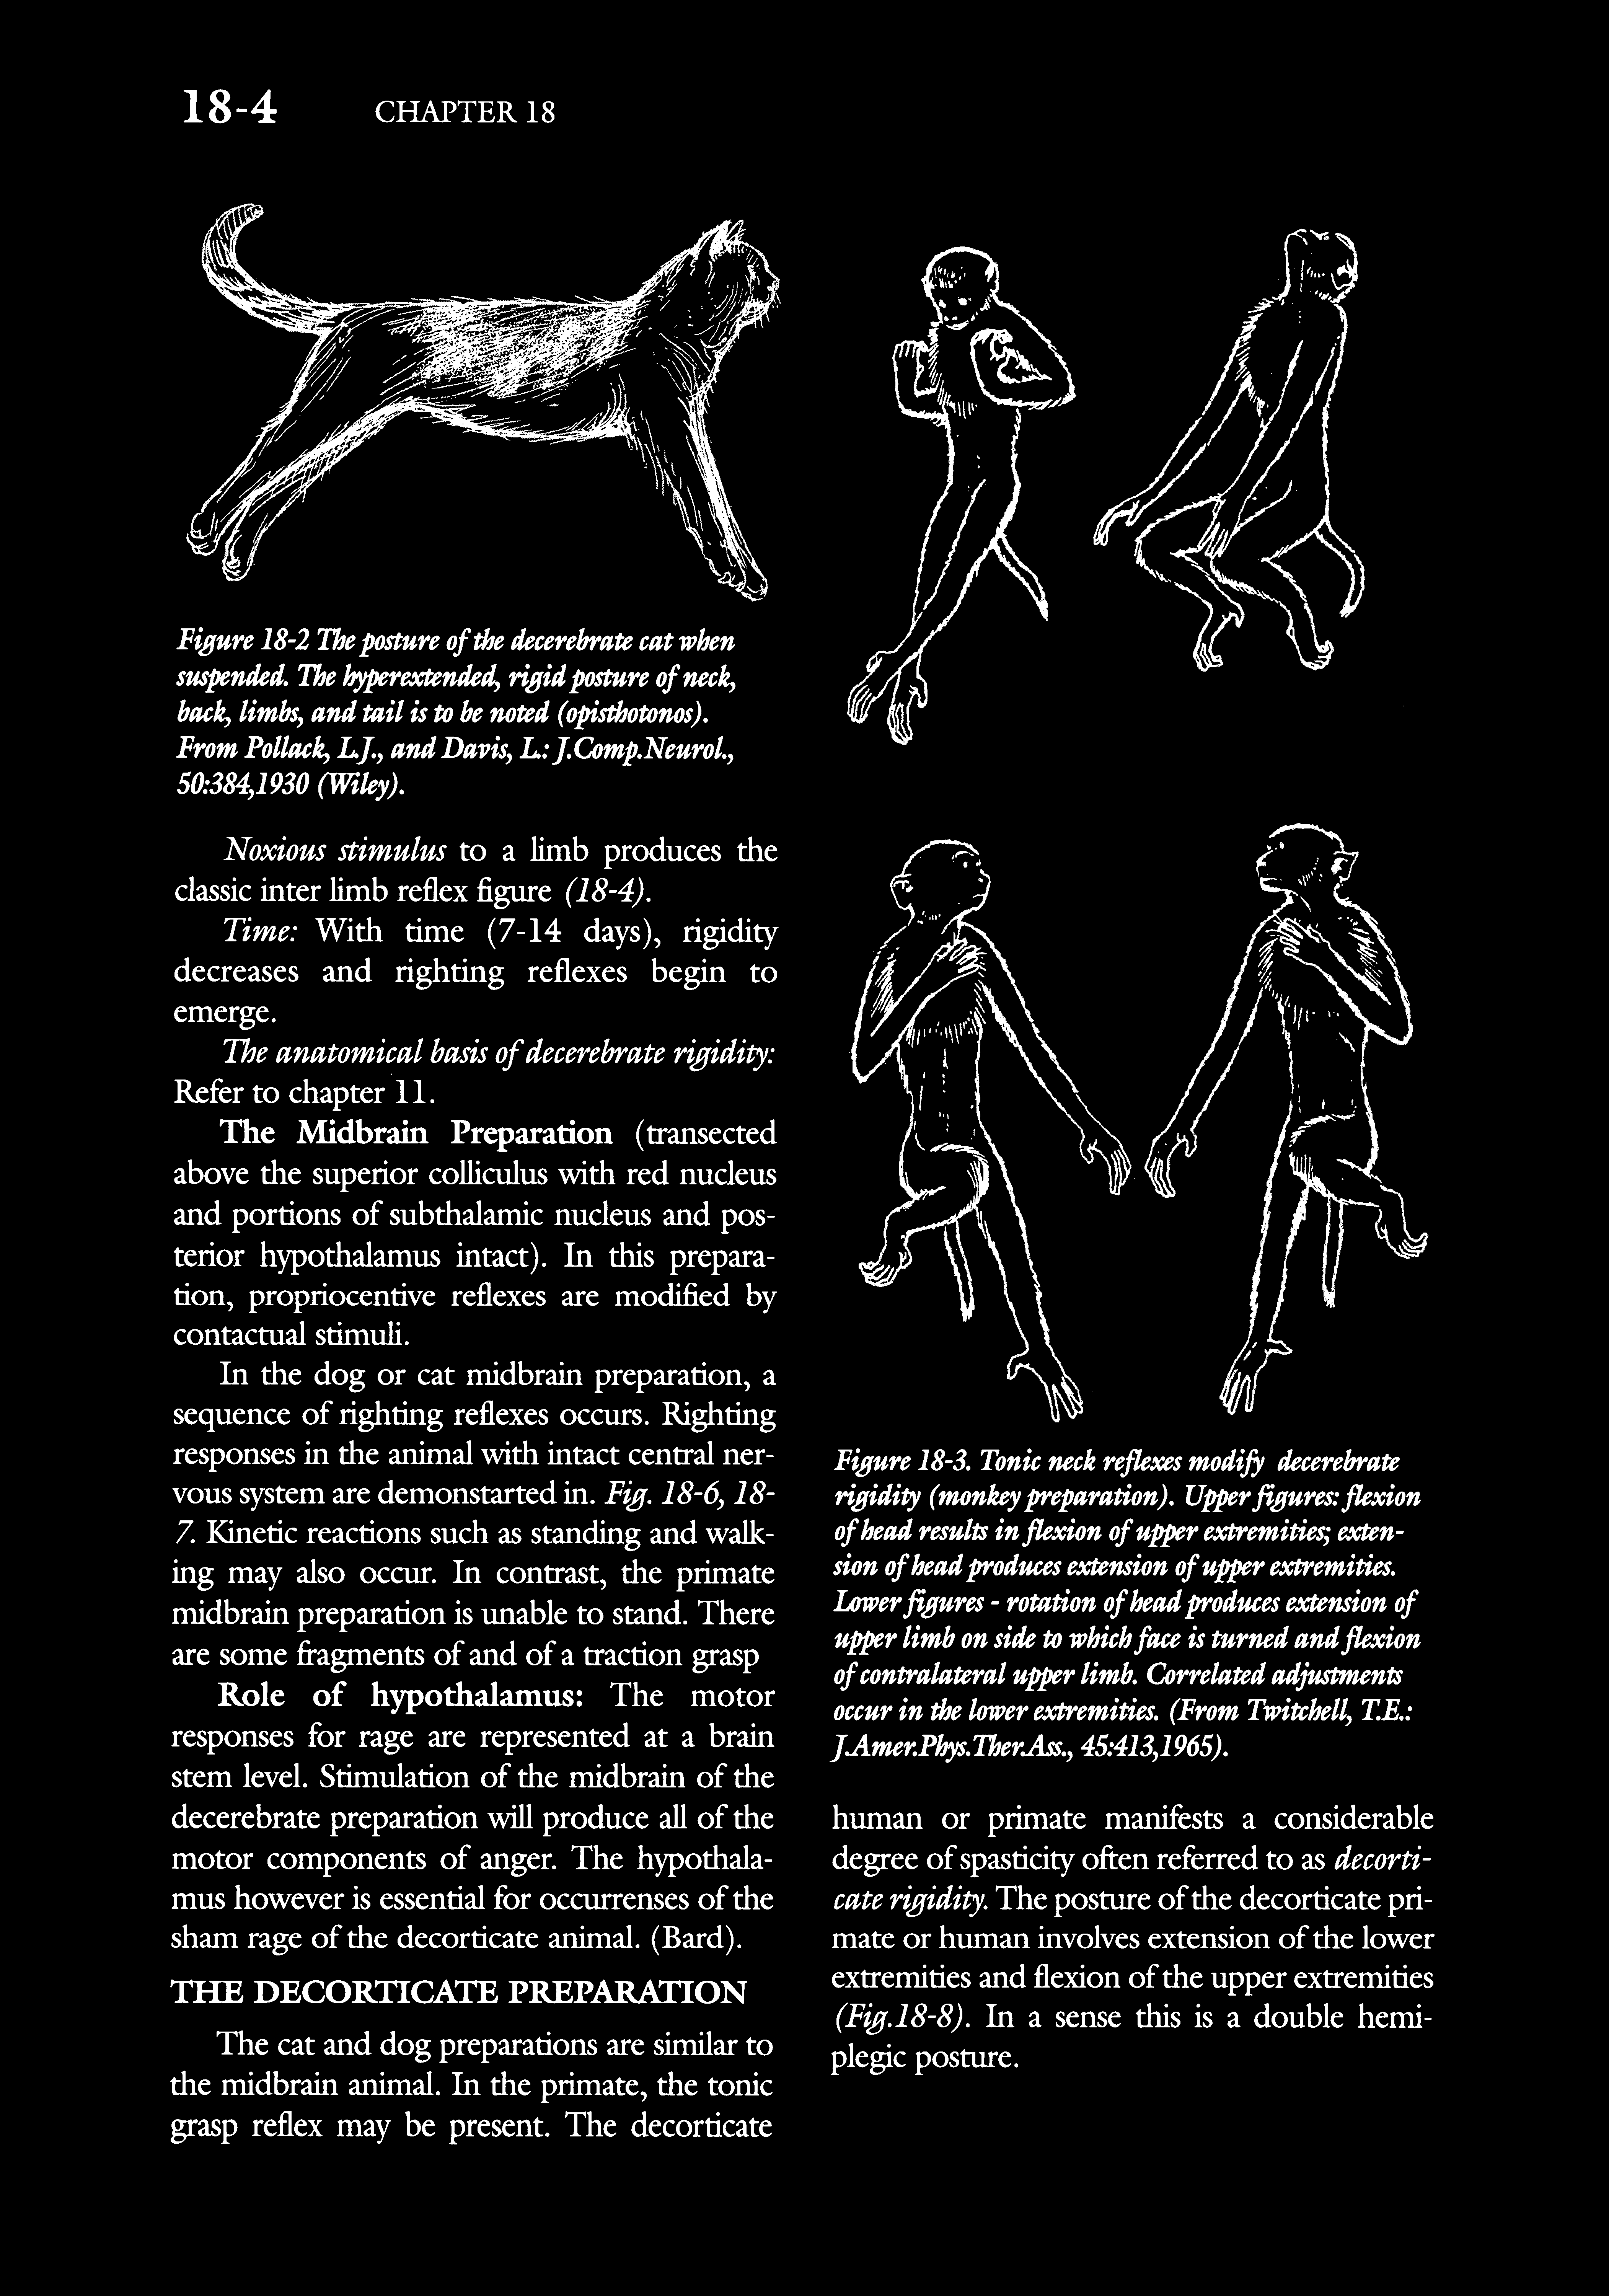 18-4 CHAPTER 18
Figure 18-2 The posture of the decerebrate cat when
suspended. The hyperextended, rigid posture of neck,
back, limbs, and tail is to be noted (opisthotonos).
From Pollack, L.J., and Davis, L.: J.Comp.Neurol.,
50:384,1930 (Wiley).
Noxious stimulus to a limb produces the
classic inter limb reflex figure (18-4).
Time: With time (7-14 days), rigidity
decreases and righting reflexes begin to
emerge.
The anatomical basis of decerebrate rigidity:
Refer to chapter 11.
The Midbrain Preparation (transected
above the superior colliculus with red nucleus
and portions of subthalamic nucleus and pos-
terior hypothalamus intact). In this prepara-
tion, propriocentive reflexes are modified by
contactual stimuli.
In the dog or cat midbrain preparation, a
sequence of righting reflexes occurs. Righting
responses in the animal with intact central ner-
vous system are demonstarted in. Fig. 18-6, 18-
7. Kinetic reactions such as standing and walk-
ing may also occur. In contrast, the primate
midbrain preparation is unable to stand. There
are some fragments of and of a traction grasp
Role of hypothalamus: The motor
responses for rage are represented at a brain
stem level. Stimulation of the midbrain of the
decerebrate preparation will produce all of the
motor components of anger. The hypothala-
mus however is essential for occurrenses of the
sham rage of the decorticate animal. (Bard).
THE DECORTICATE PREPARATION
The cat and dog preparations are similar to
the midbrain animal. In the primate, the tonic
grasp reflex may be present. The decorticate
Figure 18-3. Tonic neck reflexes modify decerebrate
rigidity (monkey preparation). Upper figures: flexion
of head results in flexion of upper extremities; exten-
sion of head produces extension of upper extremities.
Lower figures - rotation of head produces extension of
upper limb on side to which face is turned and flexion
of contralateral upper limb. Correlated adjustments
occur in the lower extremities. (From Twitchell, T.E.:
J.Amer.Phys.Ther.Ass., 45:413,1965).
human or primate manifests a considerable
degree of spasticity often referred to as decorti-
cate rigidity. The posture of the decorticate pri-
mate or human involves extension of the lower
extremities and flexion of the upper extremities
(Fig.18-8). In a sense this is a double hemi-
plegic posture.